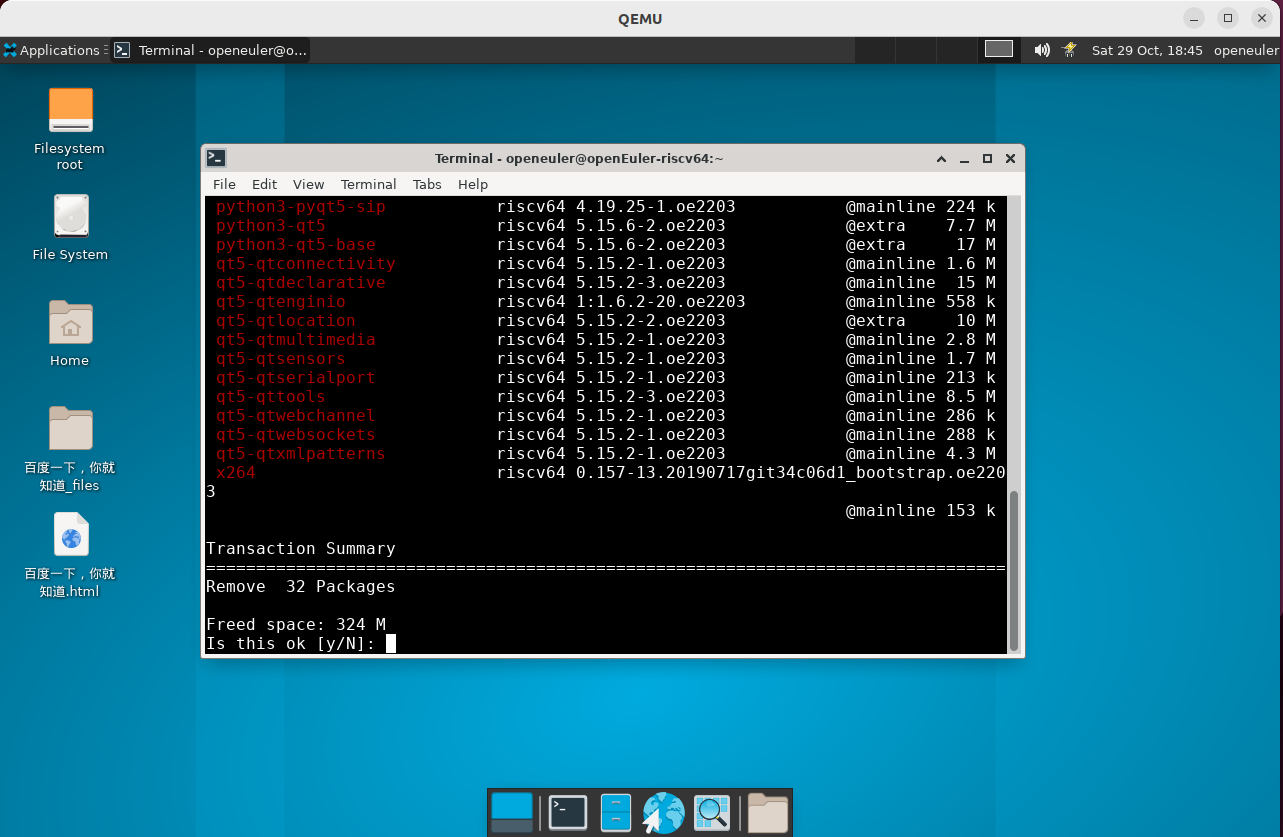 QEMU
Applications
Terminal - openeuler@o...
Sat 29 Oct, 18:45
openeuler
Filesystem
root
File System
Home
百度一下，你就
知道_files
百度一下，你就
知道.html
Terminal - openeuler@openEuler-riscv64:~
File Edit View Terminal Tabs Help
python3-pyqt5-sip riscv64 4.19.25-1.oe2203 @mainline 224 k
python3-qt5 riscv64 5.15.6-2.oe2203 @extra 7.7 M
python3-qt5-base riscv64 5.15.6-2.oe2203 @extra 17 M
qt5-qtconnectivity riscv64 5.15.2-1.oe2203 @mainline 1.6 M
qt5-qtdeclarative riscv64 5.15.2-3.oe2203 @mainline 15 M
qt5-qtenginio riscv64 1:1.6.2-20.oe2203 @mainline 558 k
qt5-qtlocation riscv64 5.15.2-2.oe2203 @extra 10 M
qt5-qtmultimedia riscv64 5.15.2-1.oe2203 @mainline 2.8 M
qt5-qtsensors riscv64 5.15.2-1.oe2203 @mainline 1.7 M
qt5-qtserialport riscv64 5.15.2-1.oe2203 @mainline 213 k
qt5-qttools riscv64 5.15.2-3.oe2203 @mainline 8.5 M
qt5-qtwebchannel riscv64 5.15.2-1.oe2203 @mainline 286 k
qt5-qtwebsockets riscv64 5.15.2-1.oe2203 @mainline 288 k
qt5-qtxmlpatterns riscv64 5.15.2-1.oe2203 @mainline 4.3 M
x264 riscv64 0.157-13.20190717git34c06d1_bootstrap.oe220
3
@mainline 153 k
Transaction Summary
================================================================================
Remove  32 Packages
Freed space: 324 M
Is this ok [y/N]: